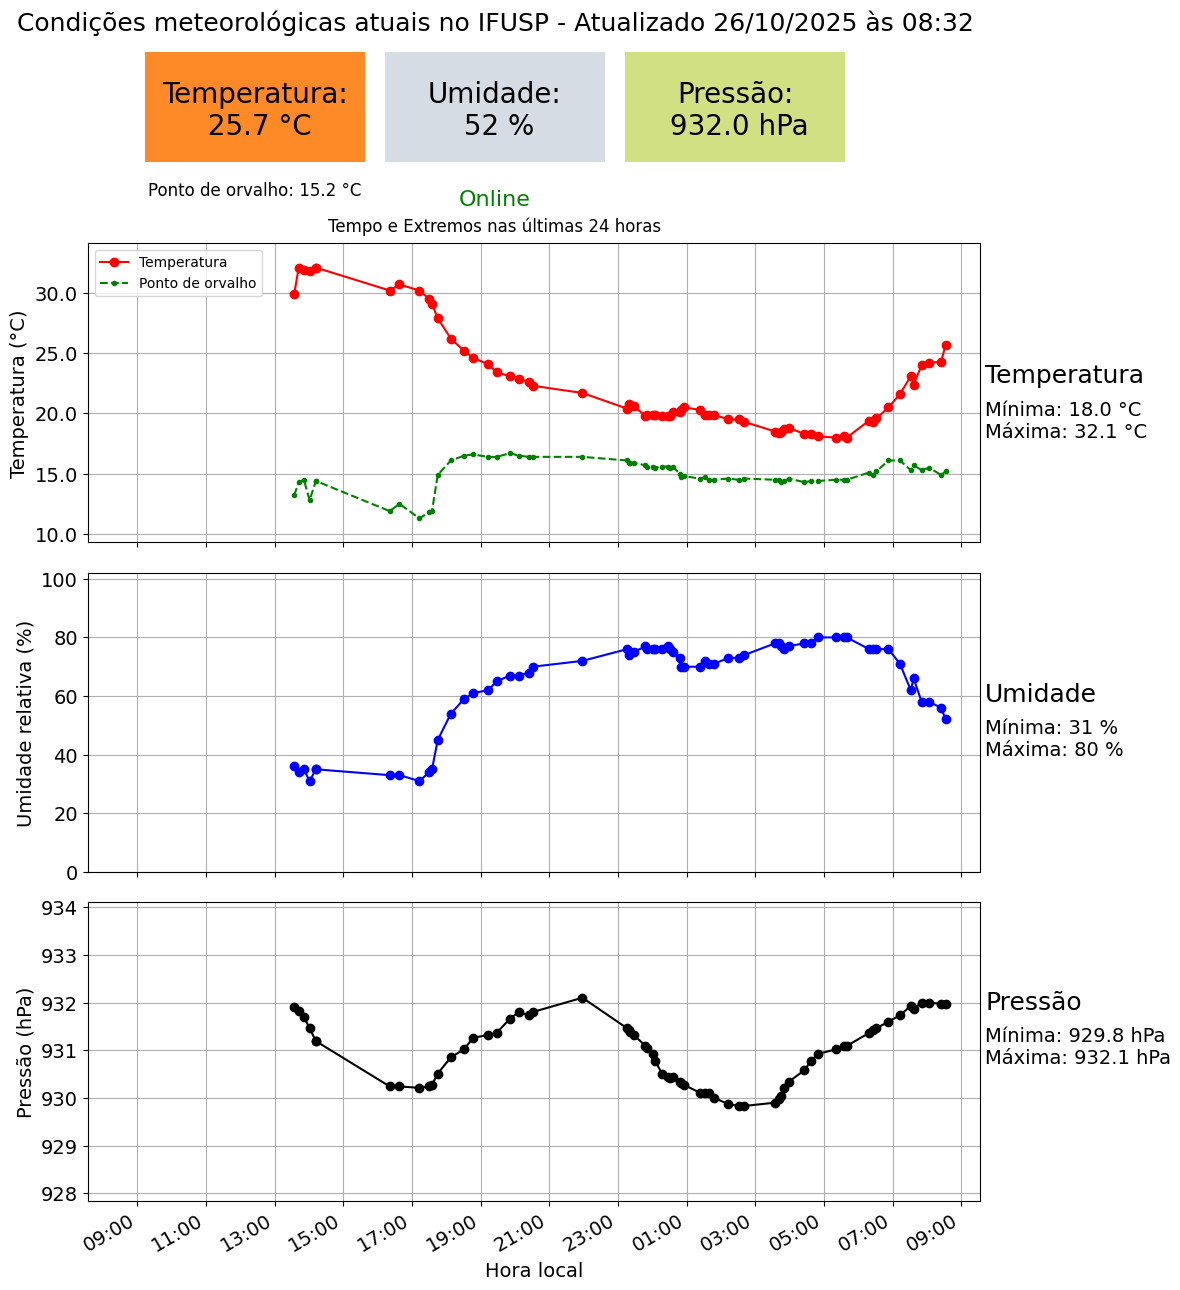 Condições meteorológicas atuais no IFUSP - Atualizado 26/10/2025 às 08:32
Temperatura:
25.7 °C
Umidade:
52 %
Pressão:
932.0 hPa
Ponto de orvalho: 15.2 °C
Online
Tempo e Extremos nas últimas 24 horas
Temperatura
Ponto de orvalho
Temperatura (°C)
30.0
25.0
20.0
15.0
10.0
Temperatura
Mínima: 18.0 °C
Máxima: 32.1 °C
Umidade relativa (%)
100
80
60
40
20
0
Umidade
Mínima: 31 %
Máxima: 80 %
Pressão (hPa)
934
933
932
931
930
929
928
Pressão
Mínima: 929.8 hPa
Máxima: 932.1 hPa
09:00
11:00
13:00
15:00
17:00
19:00
21:00
23:00
01:00
03:00
05:00
07:00
09:00
Hora local